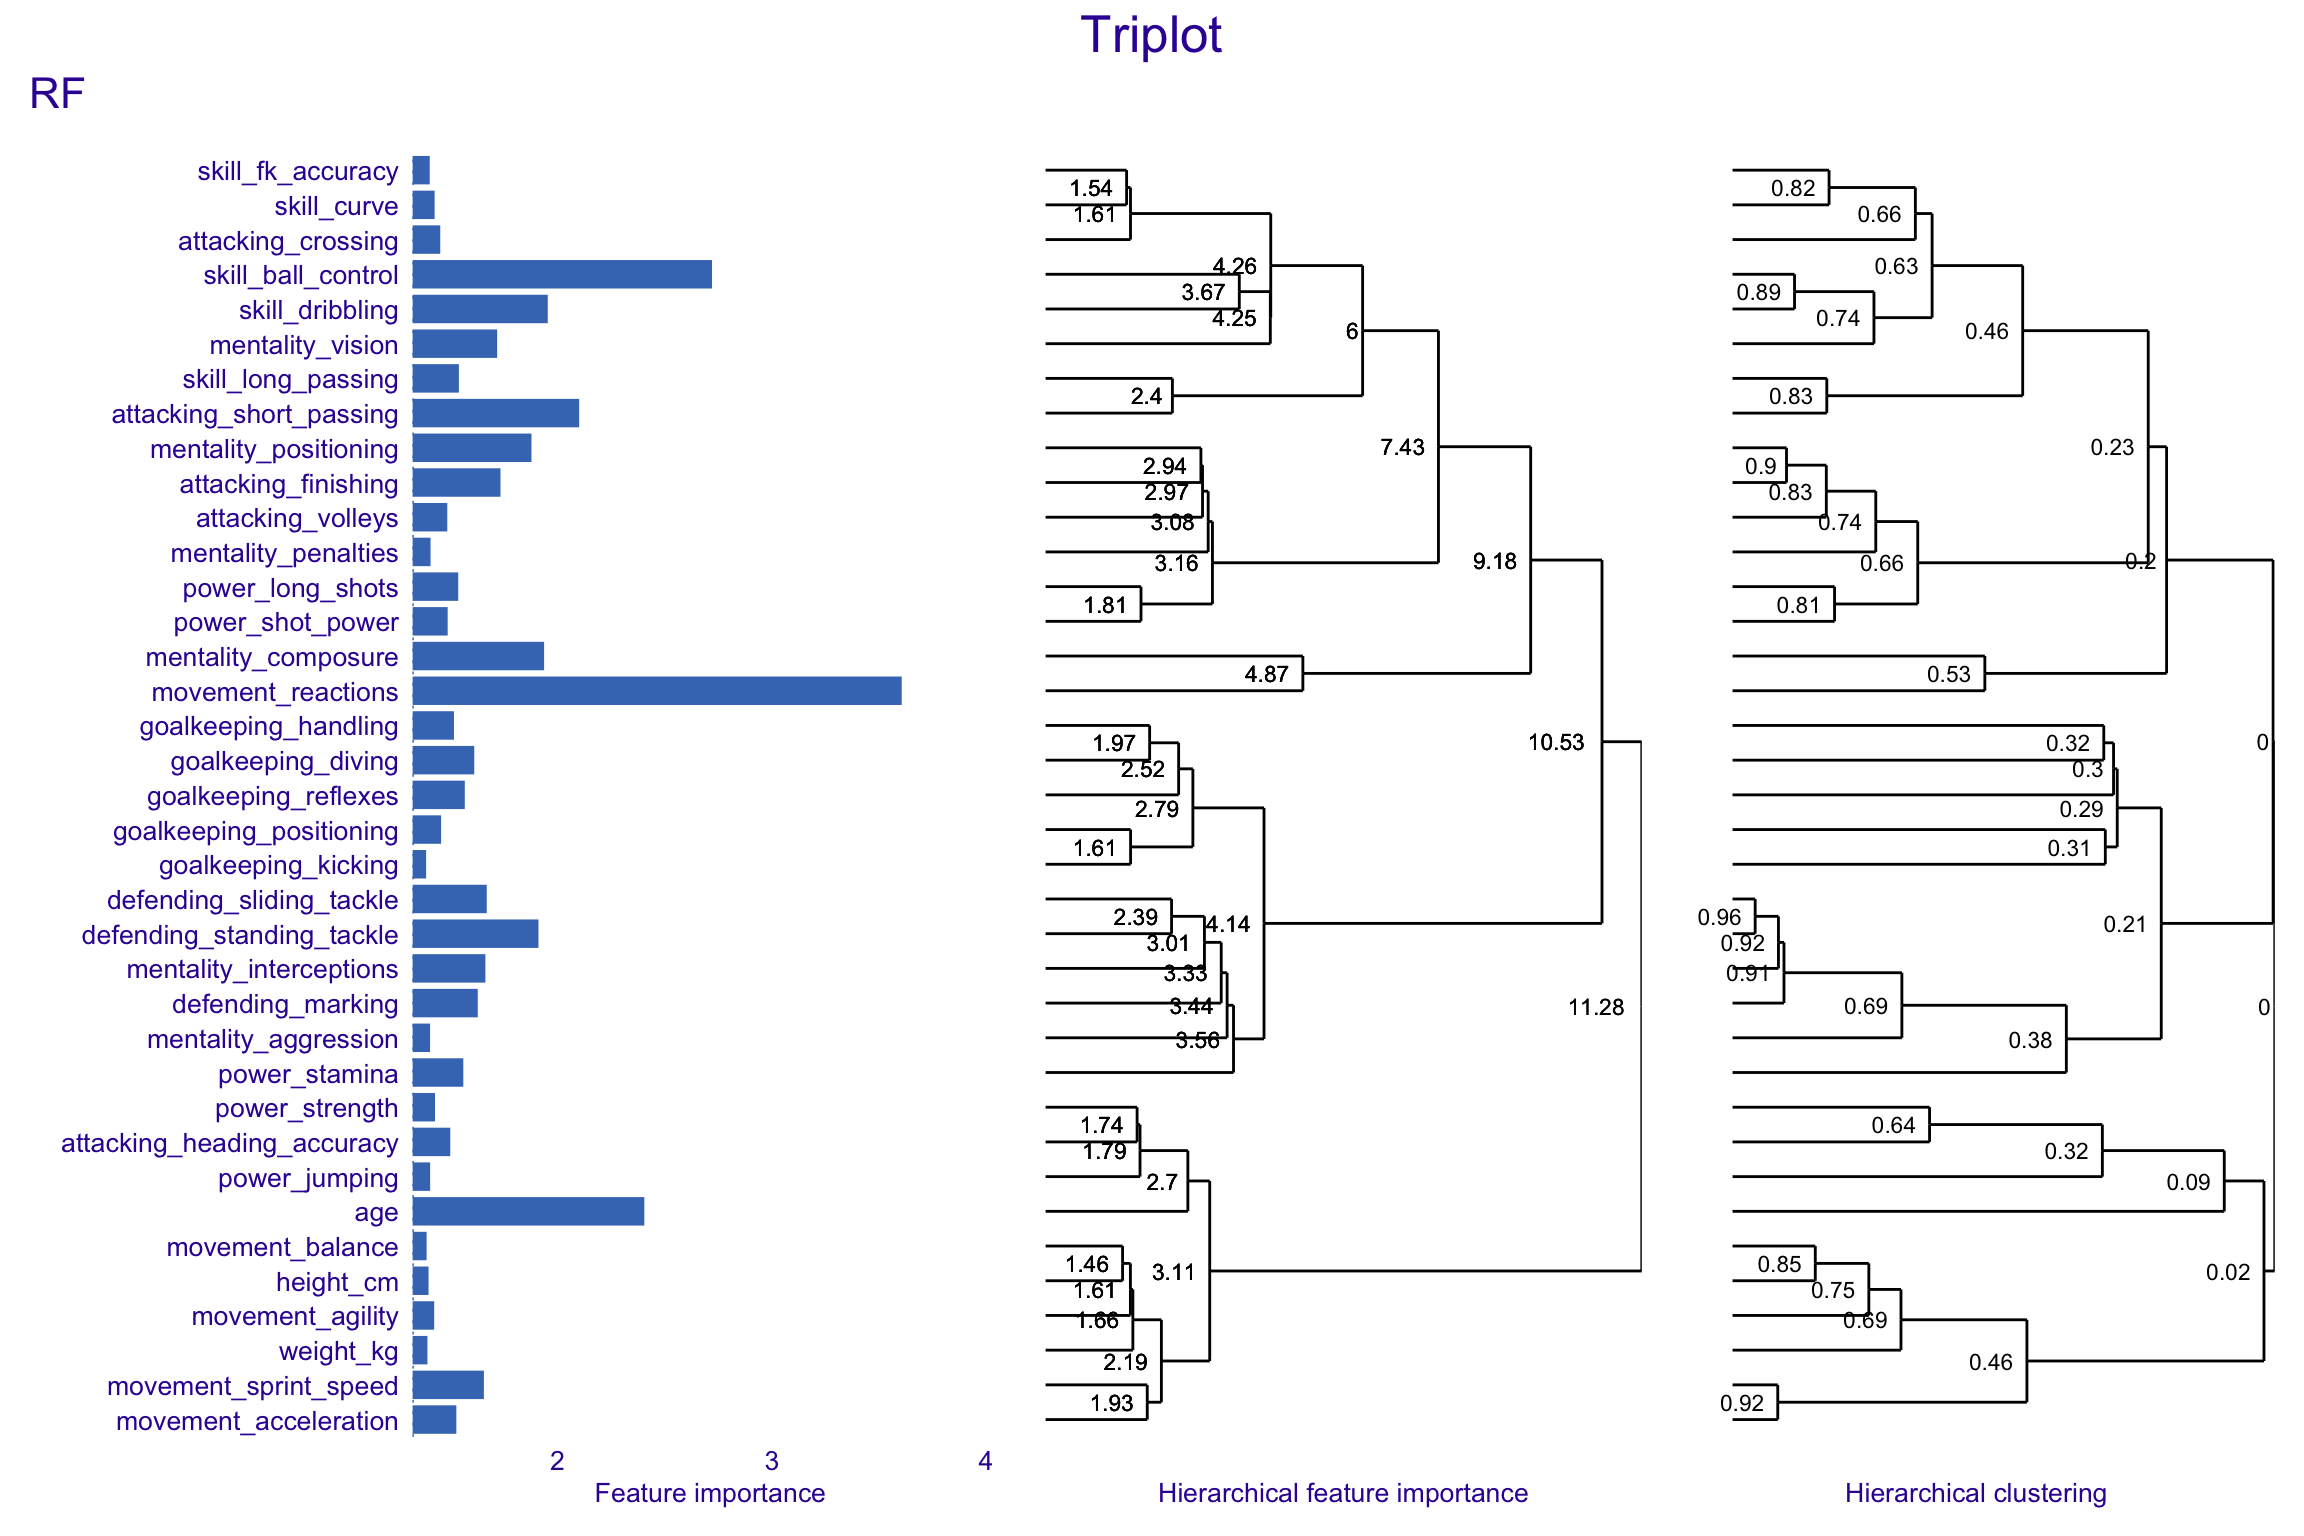 Triplot
RF
skill_fk_accuracy
skill_curve
attacking_crossing
skill_ball_control
skill_dribbling
mentality_vision
skill_long_passing
attacking_short_passing
mentality_positioning
attacking_finishing
attacking_volleys
mentality_penalties
power_long_shots
power_shot_power
mentality_composure
movement_reactions
goalkeeping_handling
goalkeeping_diving
goalkeeping_reflexes
goalkeeping_positioning
goalkeeping_kicking
defending_sliding_tackle
defending_standing_tackle
mentality_interceptions
defending_marking
mentality_aggression
power_stamina
power_strength
attacking_heading_accuracy
power_jumping
age
movement_balance
height_cm
movement_agility
weight_kg
movement_sprint_speed
movement_acceleration
2 3 4
Feature importance
1.54
1.61
4.26
3.67
4.25
6
2.4
7.43
2.94
2.97
3.08
3.16
9.18
1.81
4.87
1.97
10.53
2.52
2.79
1.61
2.39
4.14
3.01
3.33
3.44
11.28
3.56
1.74
1.79
2.7
1.46
3.11
1.61
1.66
2.19
1.93
Hierarchical feature importance
0.82
0.66
0.63
0.89
0.74
0.46
0.83
0.23
0.9
0.83
0.74
0.2
0.66
0.81
0.53
0.32
0
0.3
0.29
0.31
0.96
0.21
0.92
0.91
0.69
0
0.38
0.64
0.32
0.09
0.85
0.02
0.75
0.69
0.46
0.92
Hierarchical clustering